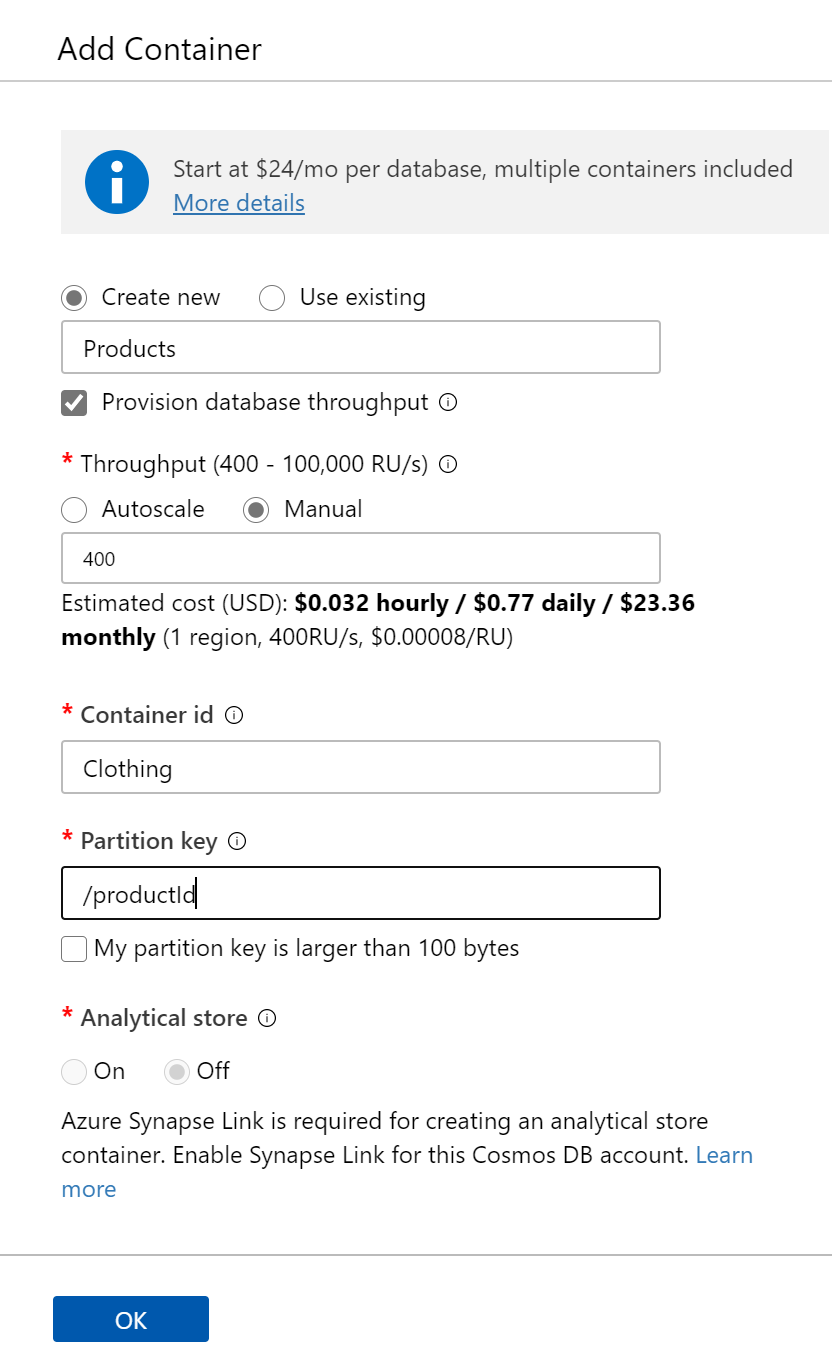 Add Container
Start at $24/mo per database, multiple containers included
More details
Create new Use existing
Products
Provision database throughput
* Throughput (400 - 100,000 RU/s)
Autoscale Manual
400
Estimated cost (USD): $0.032 hourly / $0.77 daily / $23.36
monthly (1 region, 400RU/s, $0.00008/RU)
* Container id
Clothing
* Partition key
/productId
My partition key is larger than 100 bytes
* Analytical store
On Off
Azure Synapse Link is required for creating an analytical store
container. Enable Synapse Link for this Cosmos DB account. Learn
more
OK